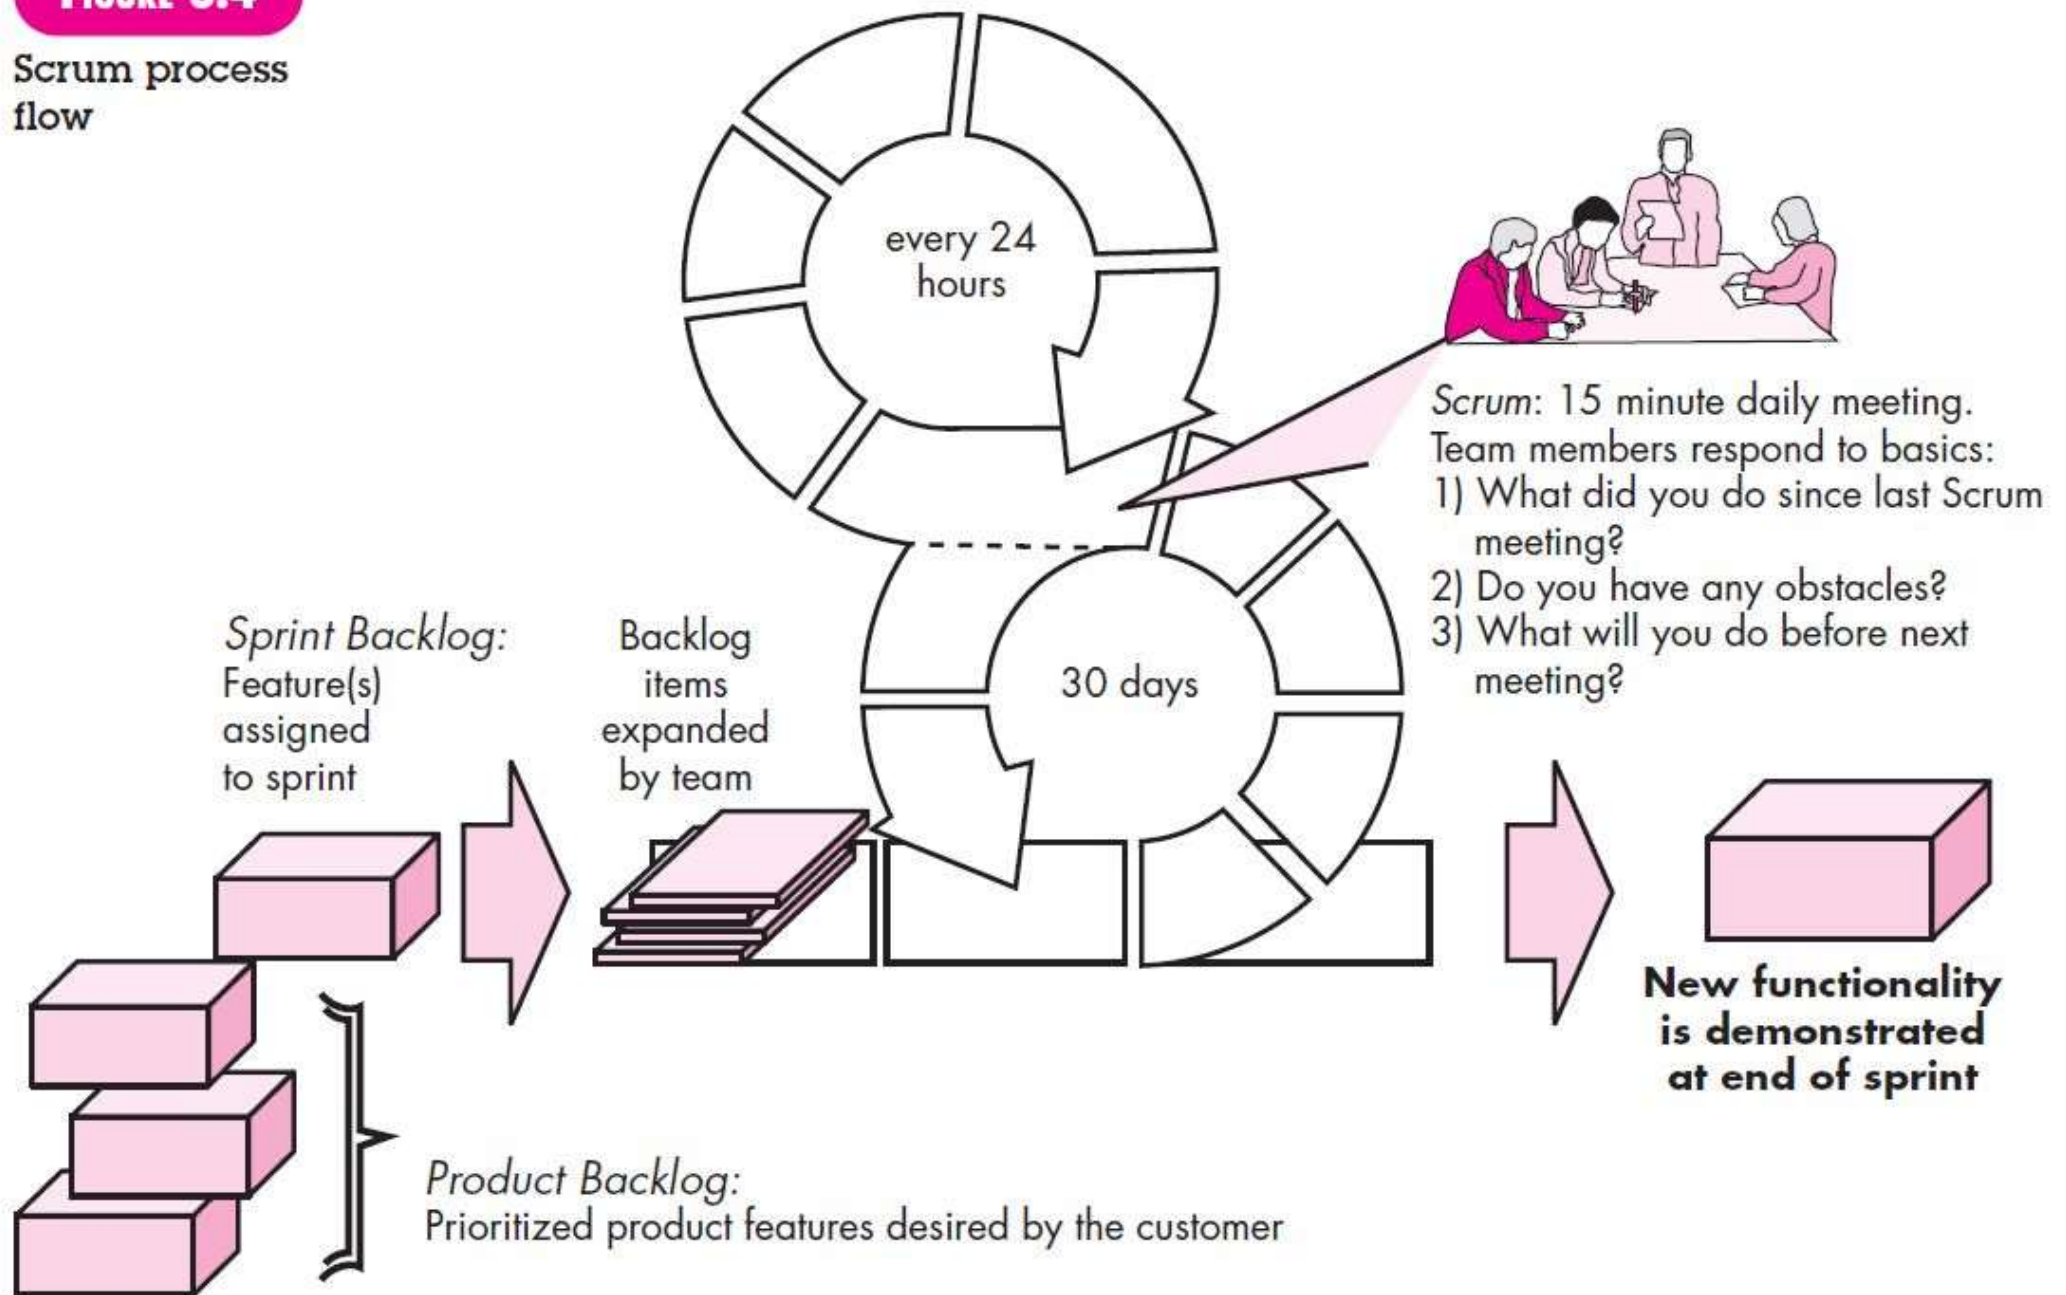 FIGURE 3.4
Scrum process
flow
every 24
hours
Scrum: 15 minute daily meeting.
Team members respond to basics:
1) What did you do since last Scrum
meeting?
2) Do you have any obstacles?
3) What will you do before next
meeting?
Sprint Backlog:
Feature(s)
assigned
to sprint
Backlog
items
expanded
by team
30 days
New functionality
is demonstrated
at end of sprint
Product Backlog:
Prioritized product features desired by the customer